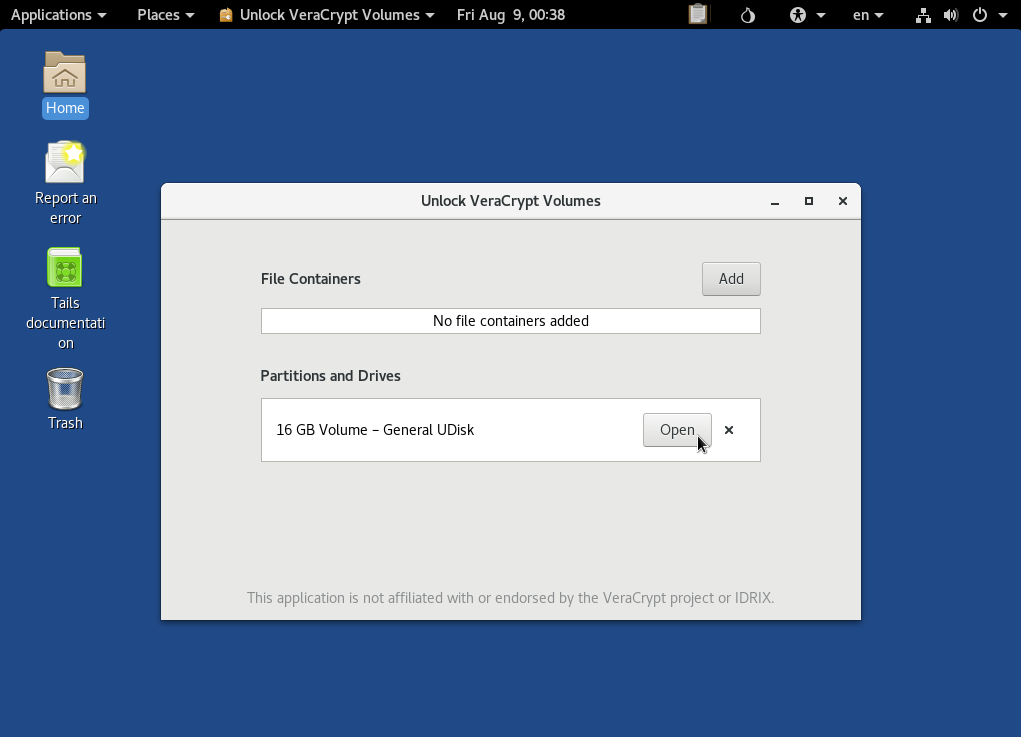 Applications Places Unlock VeraCrypt Volumes Fri Aug 9, 00:38 en
Home
Report an
error
Tails
documentati
on
Trash
Unlock VeraCrypt Volumes
File Containers Add
No file containers added
Partitions and Drives
16 GB Volume – General UDisk Open
This application is not affiliated with or endorsed by the VeraCrypt project or IDRIX.